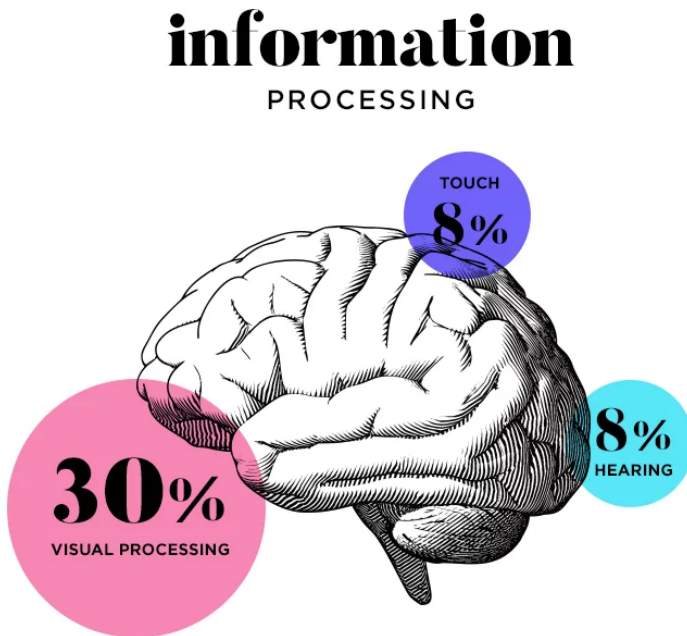 information
PROCESSING
TOUCH
8%
8%
HEARING
30%
VISUAL PROCESSING